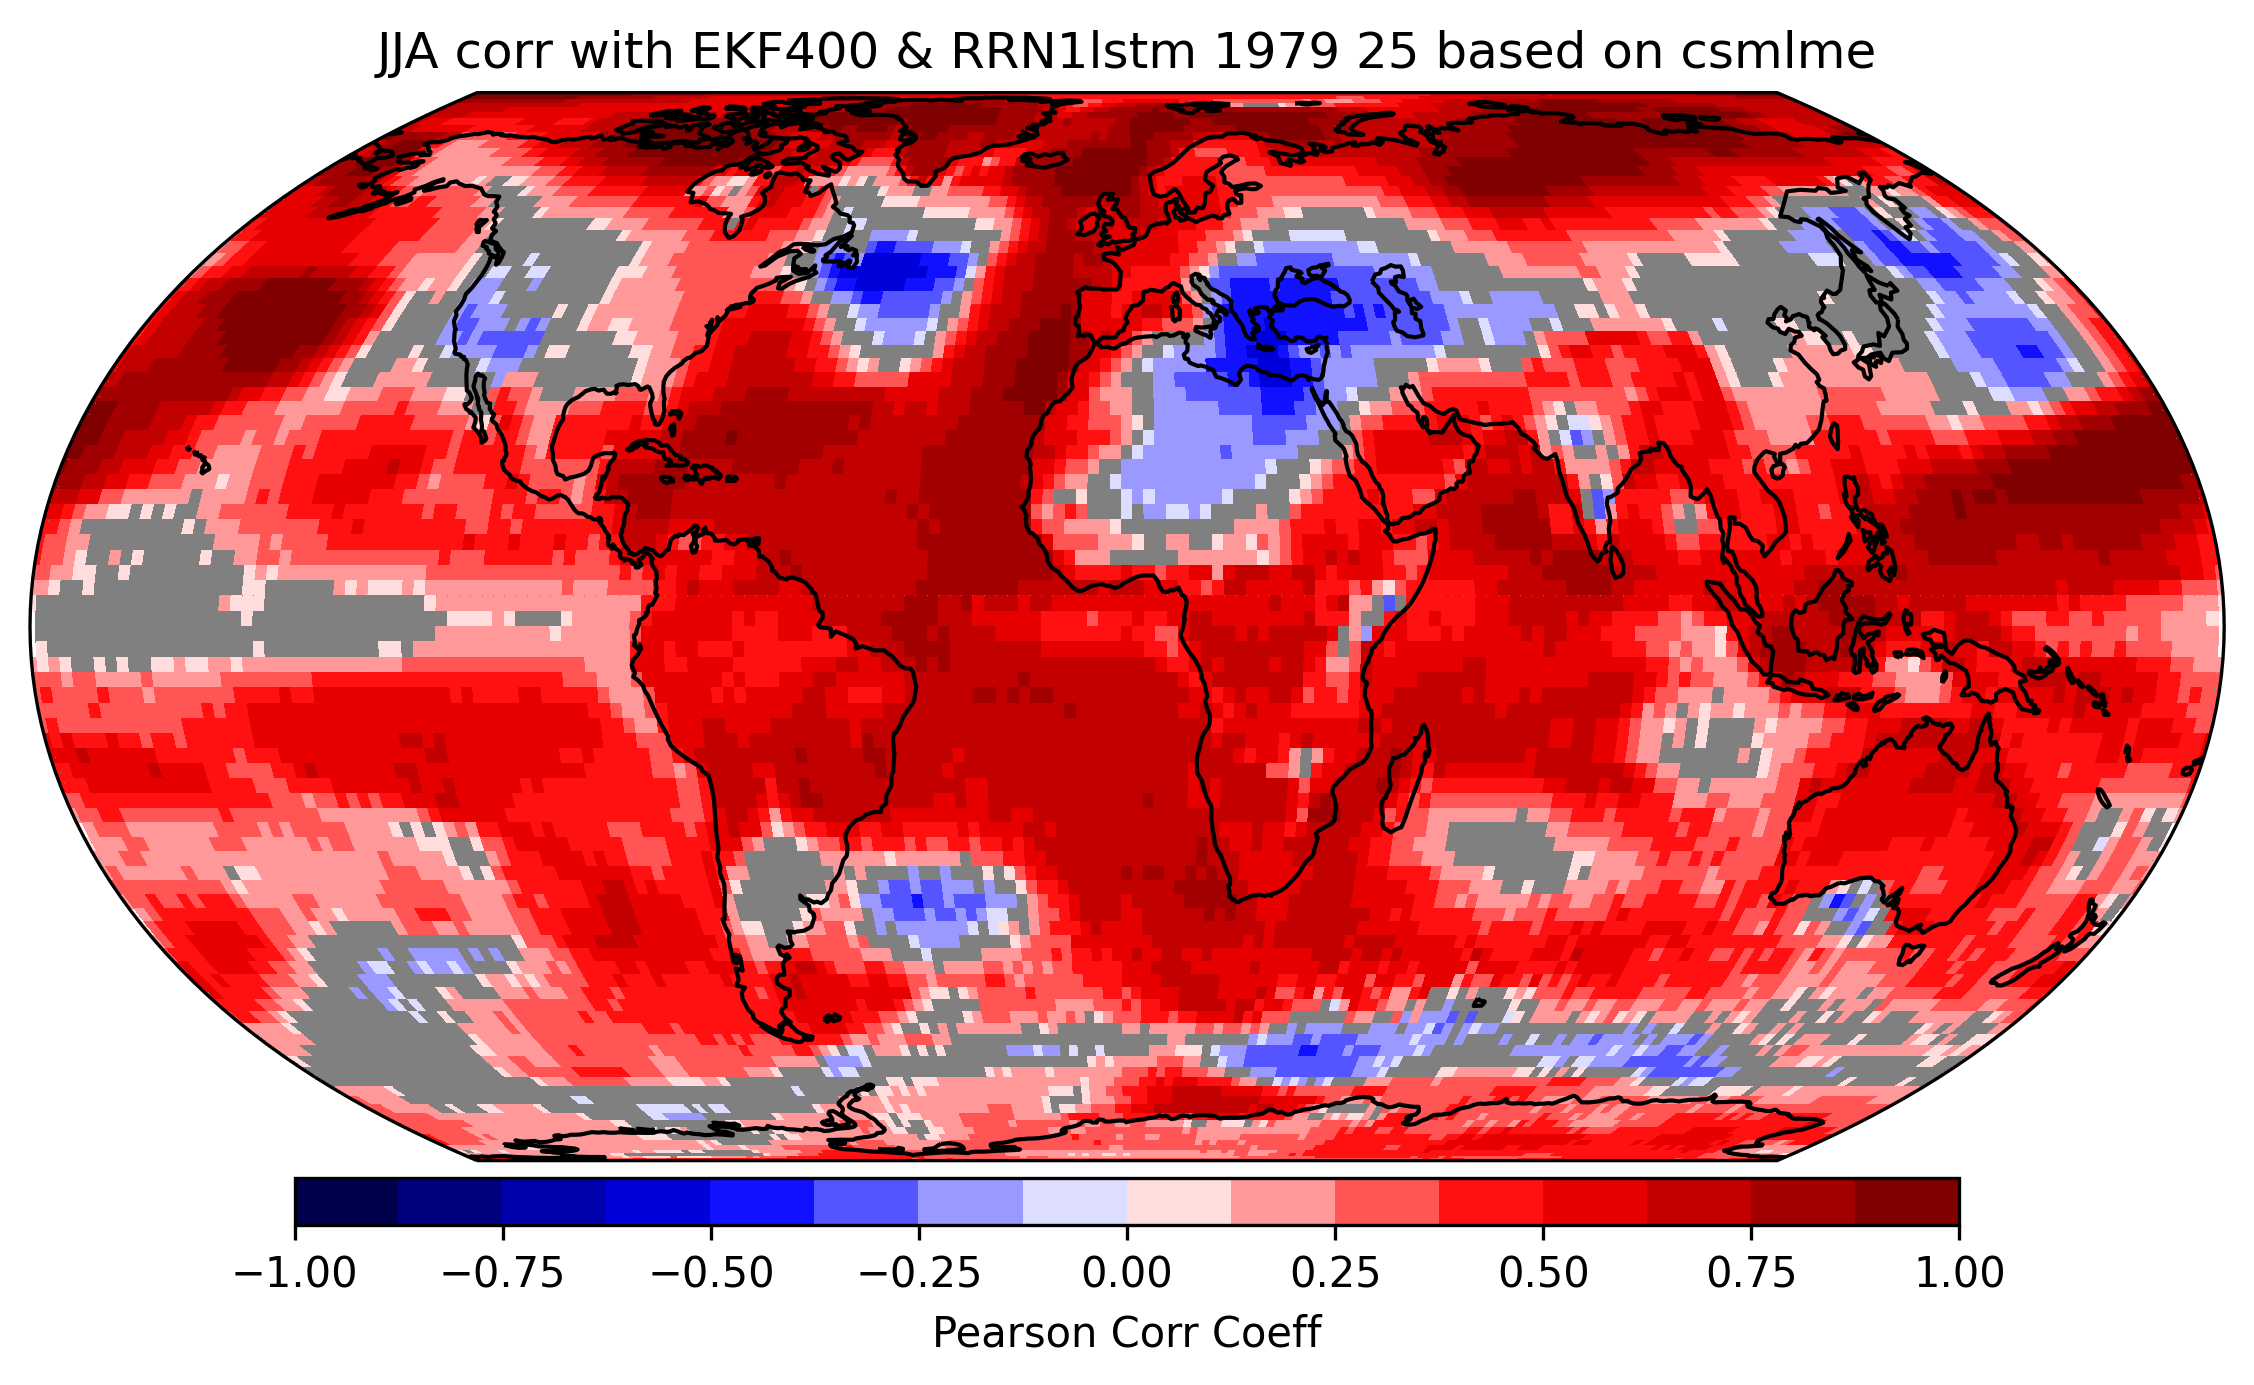 JJA corr with EKF400 & RRN1lstm 1979 25 based on csmlme
−1.00 −0.75 −0.50 −0.25 0.00 0.25 0.50 0.75 1.00
Pearson Corr Coeff